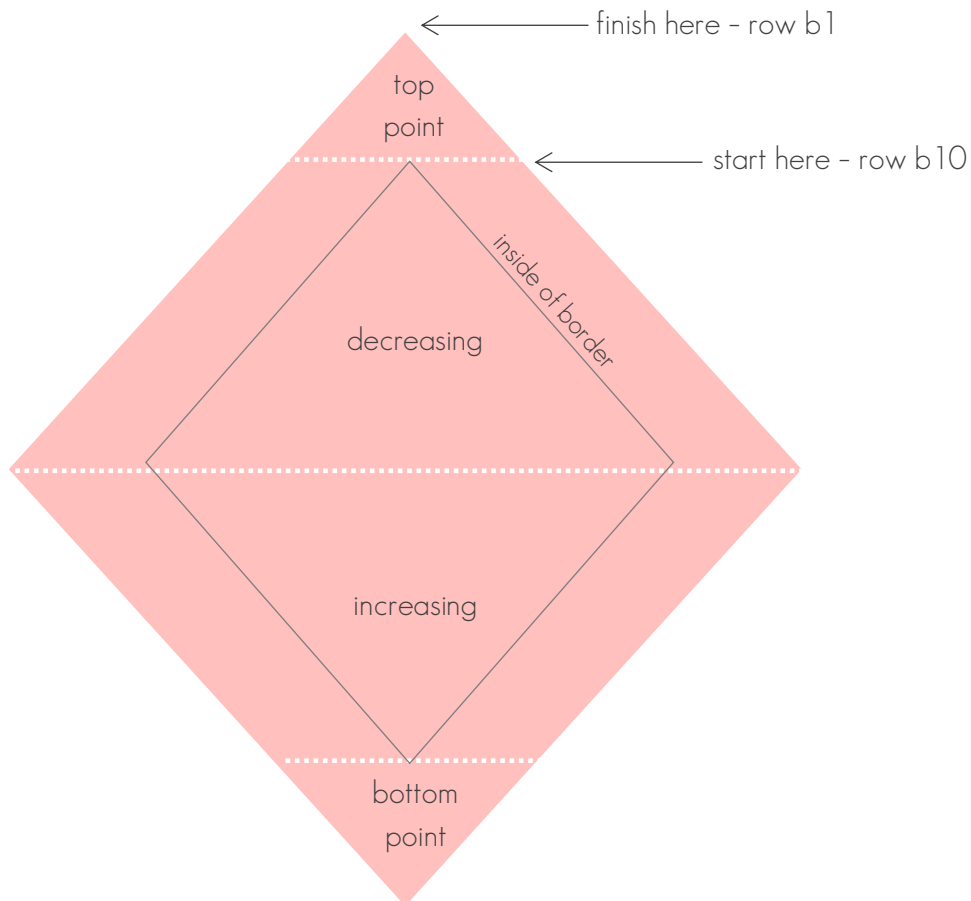 finish here – row b1
top
point
start here – row b10
inside of border
decreasing
increasing
bottom
point